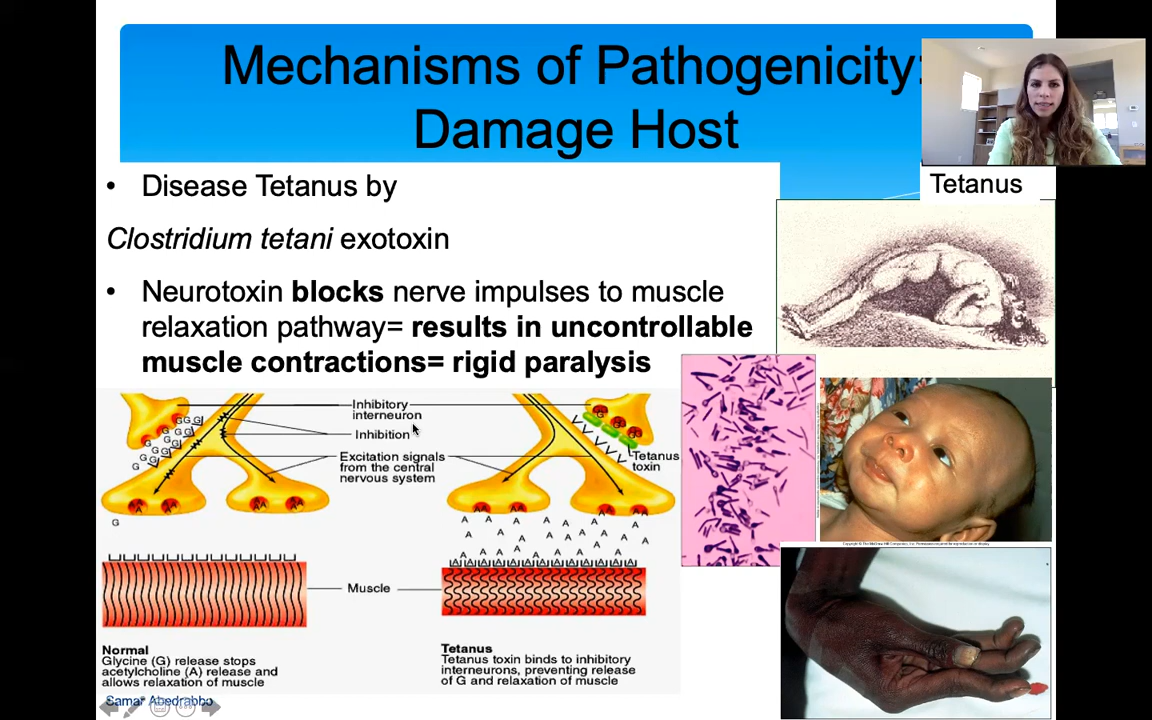 Mechanisms of Pathogenicity:
Damage Host
Tetanus
• Disease Tetanus by
Clostridium tetani exotoxin
• Neurotoxin blocks nerve impulses to muscle
relaxation pathway= results in uncontrollable
muscle contractions= rigid paralysis
Inhibitory
interneuron
Inhibition
Excitation signals
from the central
nervous system
Tetanus
toxin
G G G
G G
G G
G G
G
G
A A
AA A
G
Muscle
G
G
G G
AA A A AA
A A A A A A A A A A A A A A
Normal
Glycine (G) release stops
acetylcholine (A) release and
allows relaxation of muscle
Tetanus
Tetanus toxin binds to inhibitory
interneurons, preventing release
of G and relaxation of muscle
Samar Abedrabbo